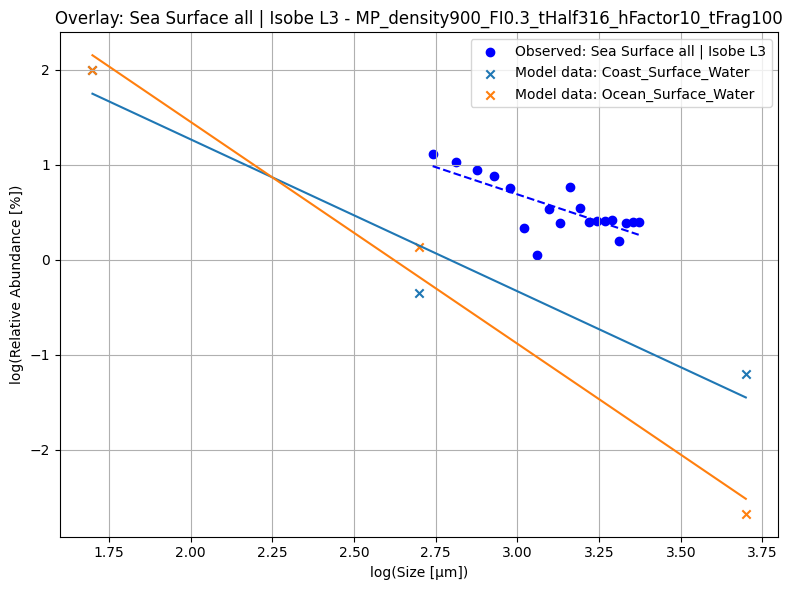 Overlay: Sea Surface all | Isobe L3 - MP_density900_FI0.3_tHalf316_hFactor10_tFrag100
Observed: Sea Surface all | Isobe L3
Model data: Coast_Surface_Water
Model data: Ocean_Surface_Water
log(Relative Abundance [%])
2
1
0
−1
−2
1.75 2.00 2.25 2.50 2.75 3.00 3.25 3.50 3.75
log(Size [µm])